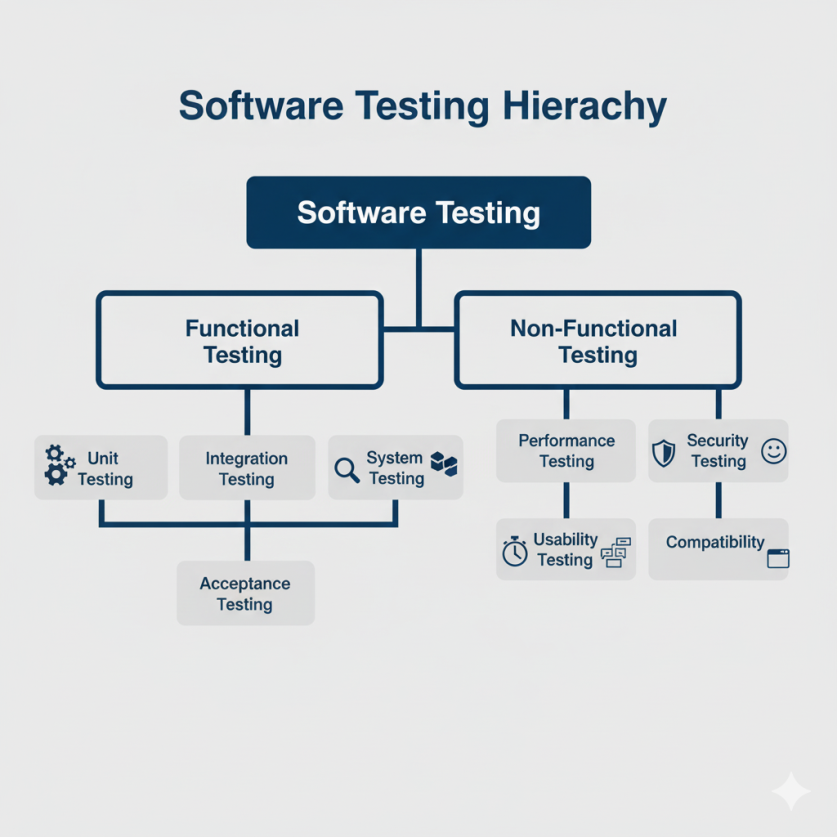 Software Testing Hierachy
Software Testing
Functional
Testing
Non-Functional
Testing
Unit
Testing
Integration
Testing
System
Testing
Performance
Testing
Security
Testing
Usability
Testing
Compatibility
Acceptance
Testing